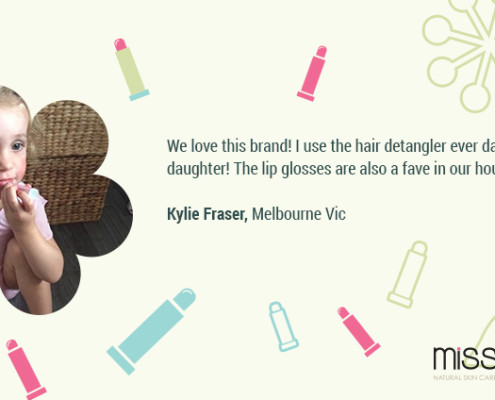 We love this brand! I use the hair detangler ever da
daughter! The lip glosses are also a fave in our hou
Kylie Fraser, Melbourne Vic
miss
NATURAL SKIN CARE